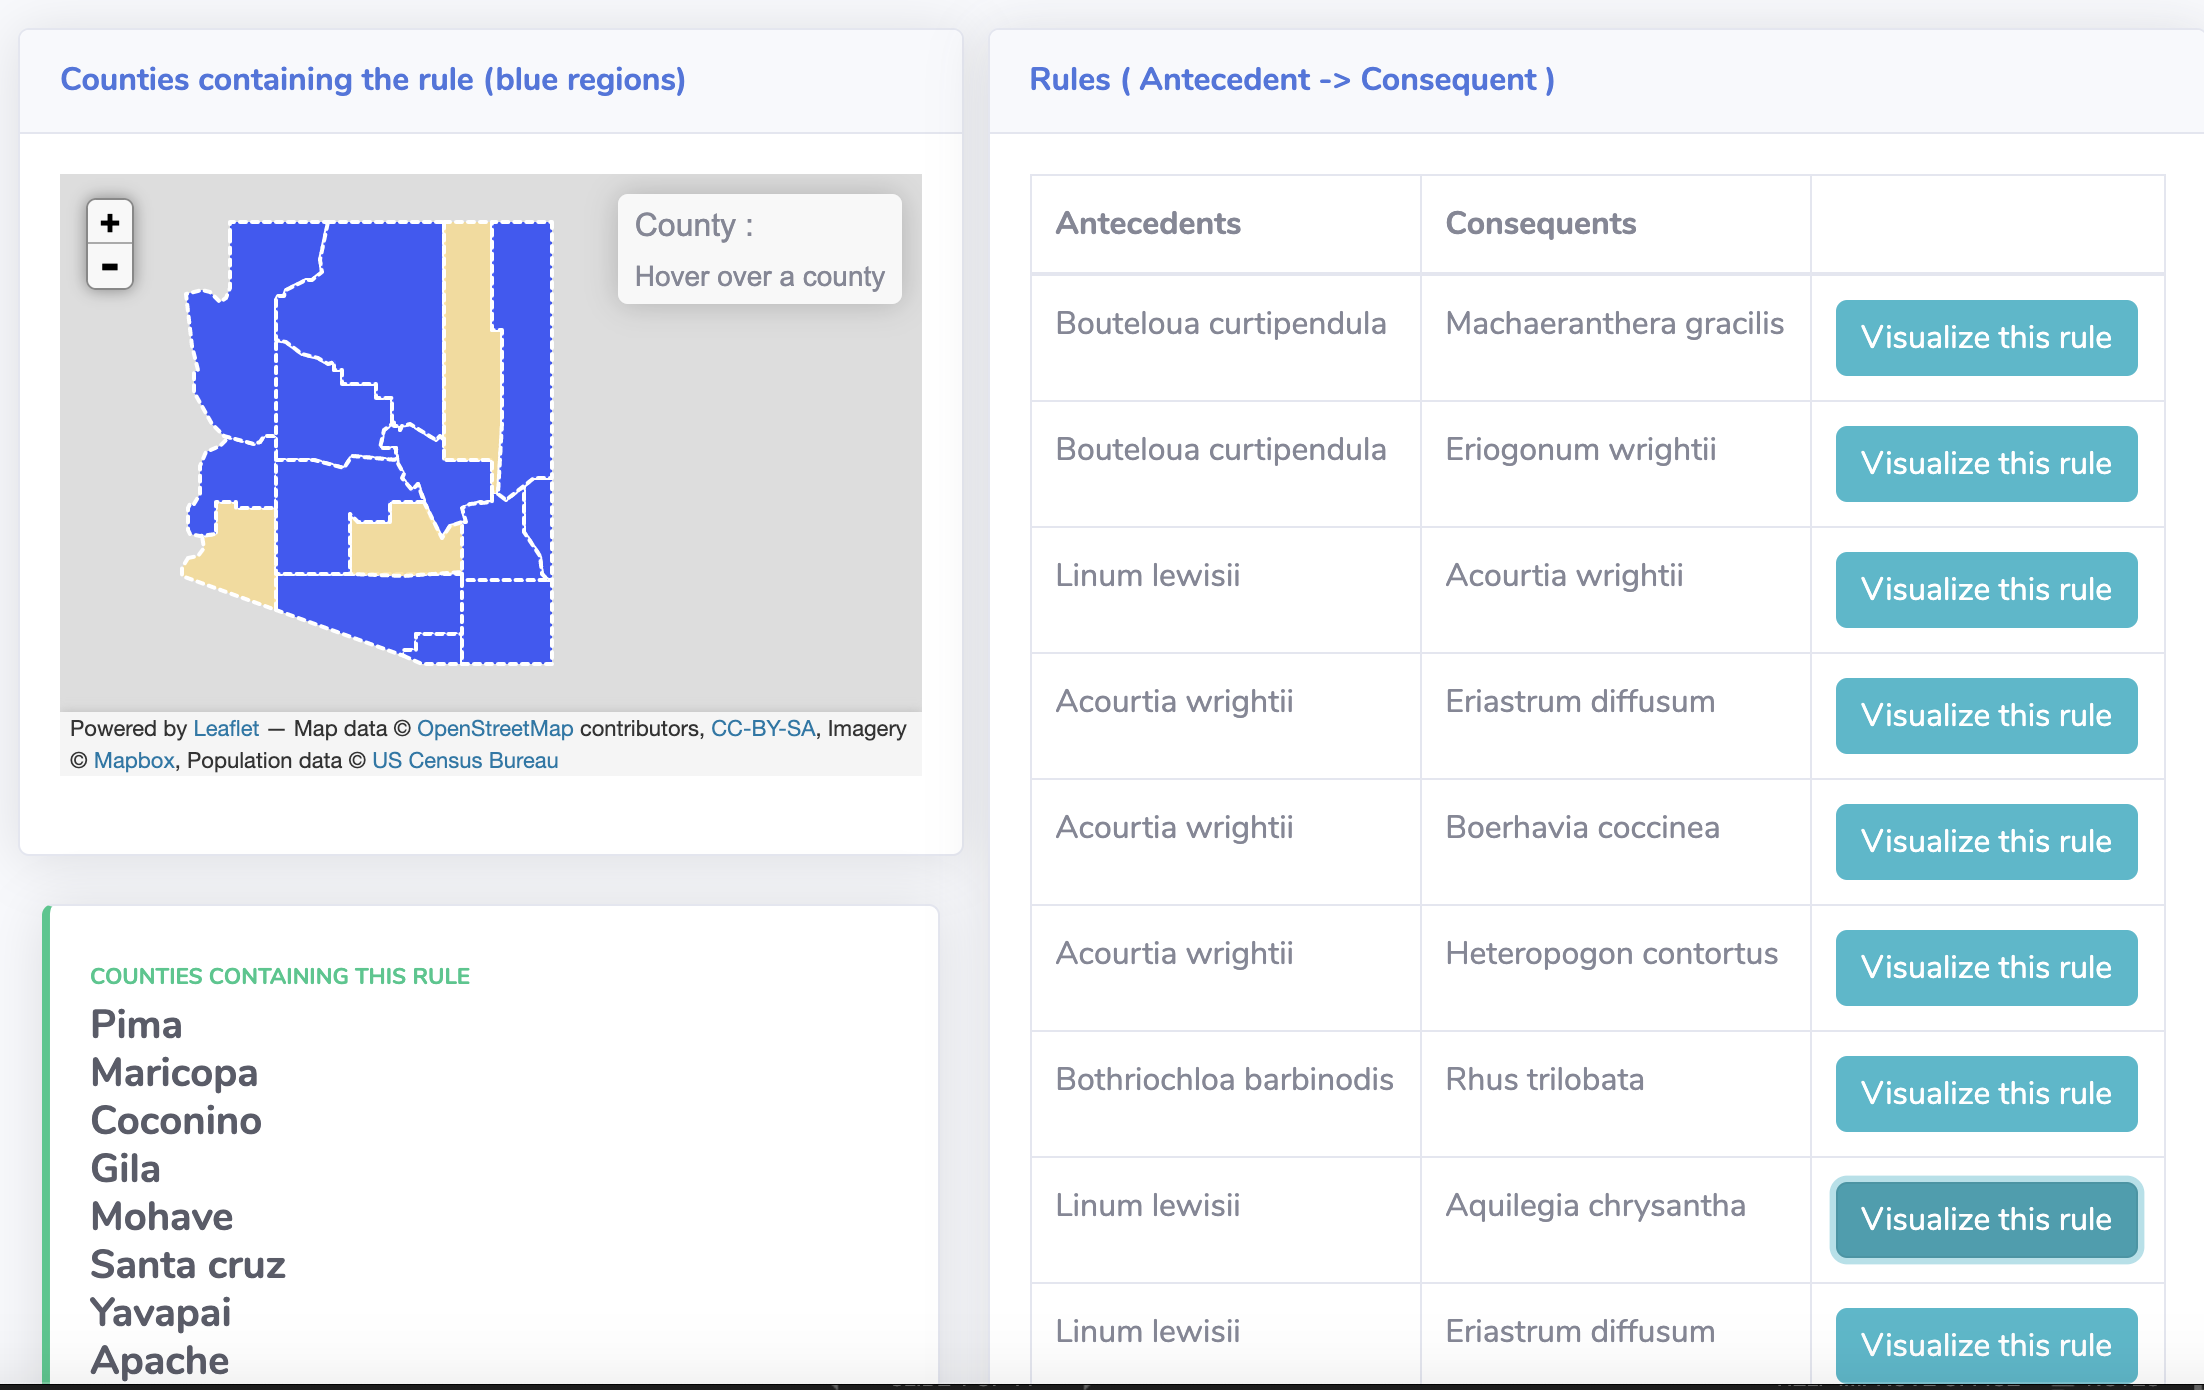 Counties containing the rule (blue regions)
+
-
County :
Hover over a county
Powered by Leaflet — Map data © OpenStreetMap contributors, CC-BY-SA, Imagery
© Mapbox, Population data © US Census Bureau
COUNTIES CONTAINING THIS RULE
Pima
Maricopa
Coconino
Gila
Mohave
Santa cruz
Yavapai
Apache
Rules ( Antecedent -> Consequent )
Antecedents Consequents
Bouteloua curtipendula Machaeranthera gracilis Visualize this rule
Bouteloua curtipendula Eriogonum wrightii Visualize this rule
Linum lewisii Acourtia wrightii Visualize this rule
Acourtia wrightii Eriastrum diffusum Visualize this rule
Acourtia wrightii Boerhavia coccinea Visualize this rule
Acourtia wrightii Heteropogon contortus Visualize this rule
Bothriochloa barbinodis Rhus trilobata Visualize this rule
Linum lewisii Aquilegia chrysantha Visualize this rule
Linum lewisii Eriastrum diffusum Visualize this rule